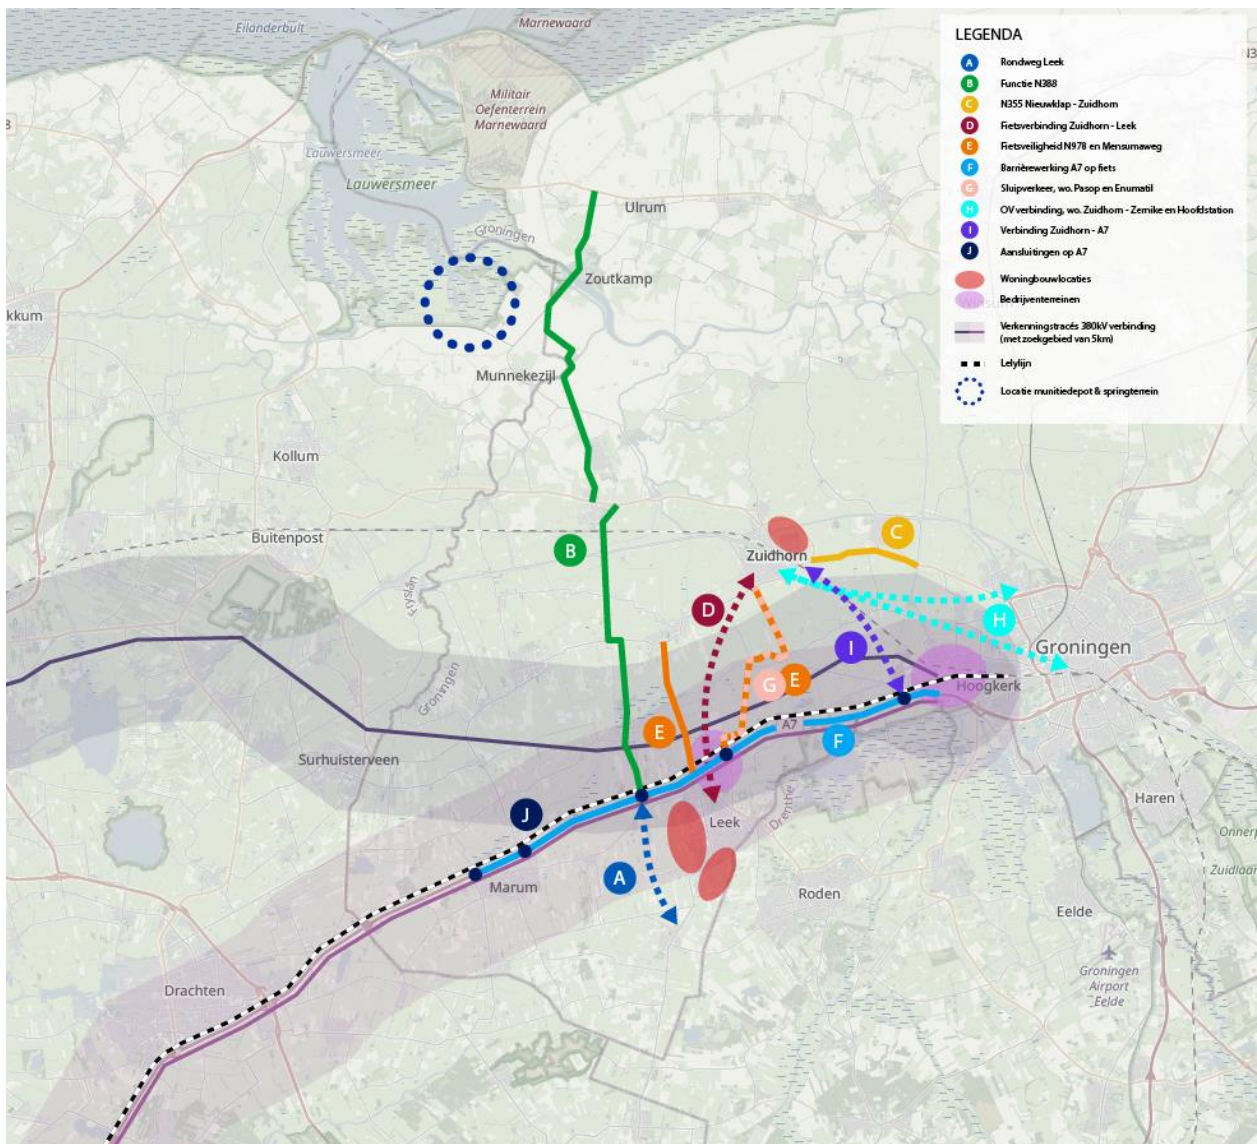 Eilanderbult
Marnewaard
LEGENDA
A Rondweg Leek
B Functie N388
C N355 Nieuwklap - Zuidhorn
D Fietsverbinding Zuidhorn - Leek
E Fietsveiligheid N978 en Mensumaweg
F Barrièrewerking A7 op fiets
G Sluipverkeer, wo. Pasop en Enumatil
H OV verbinding, wo. Zuidhorn - Zernike en Hoofdstation
I Verbinding Zuidhorn - A7
J Aansluitingen op A7
Woningbouwlocaties
Bedrijventerreinen
Verkenningstracés 380kV verbinding
(met zoekgebied van 5km)
Lelylijn
Locatie munitiedepot & springterrein
Militair
Oefenterrein
Marnewaard
Lauwersmeer
Lauwersmeer
Ulrum
Groningen
Zoutkamp
kkum
Munnekezijl
Kollum
Buitenpost
B
Zuidhorn
C
Fryslân
D
H
Groningen
I
G
E
Hoogkerk
Groningen
E
A7
F
Surhuisterveen
J
Leek
Drenthe
Haren
A
Marum
Roden
Eelde
Drachten
Groningen
Airport
Eelde